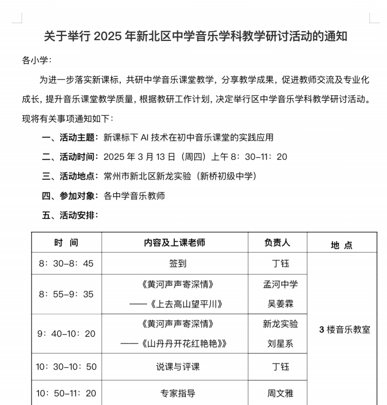 关于举行 2025 年新北区中学音乐学科教学研讨活动的通知
各小学：
为进一步落实新课标，共研中学音乐课堂教学，分享教学成果，促进教师交流及专业化
成长，提升音乐课堂教学质量，根据教研工作计划，决定举行区中学音乐学科教学研讨活动。
现将有关事项通知如下：
一、活动主题：新课标下 AI 技术在初中音乐课堂的实践应用
二、活动时间：2025 年 3 月 13 日（周四）上午 8：30-11：20
三、活动地点：常州市新北区新龙实验（新桥初级中学）
四、参加对象：各中学音乐教师
五、活动安排：
时 间 内容及上课老师 负责人 地 点
8：30-8：45 签到 丁钰
8：55-9：35 《黄河声声寄深情》 孟河中学
——《上去高山望平川》 吴荽霖
3 楼音乐教室
9：40-10：20 《黄河声声寄深情》 新龙实验
——《山丹丹开花红艳艳》》 刘星系
10：30-10：50 说课与评课 丁钰
10：50-11：20 专家指导 周文雅